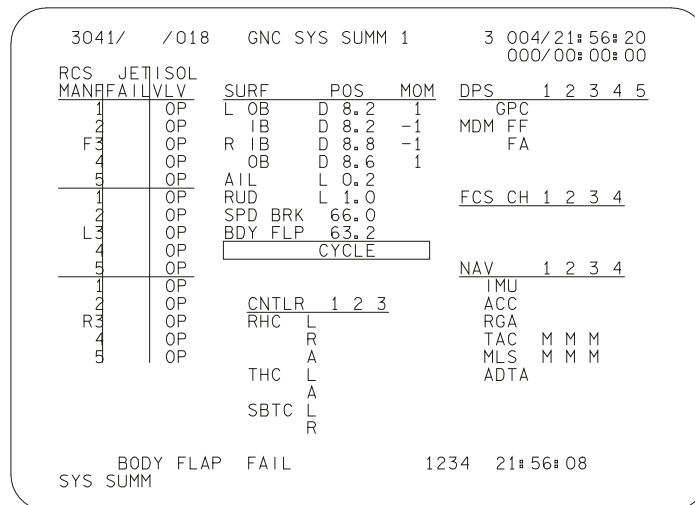 3041/ /018 GNC SYS SUMM 1 3 004/21:56:20
000/00:00:00
RCS JET ISOL
MANF FAIL VLV SURF POS MOM DPS 1 2 3 4 5
1 OP L OB D 8.2 1 GPC
2 OP IB D 8.2 -1 MDM FF
F3 OP R IB D 8.8 -1 FA
4 OP OB D 8.6 1
5 OP AIL L 0.2
1 OP RUD L 1.0 FCS CH 1 2 3 4
2 OP SPD BRK 66.0
L3 OP BDY FLP 63.2
4 OP CYCLE
5 OP NAV 1 2 3 4
1 OP IMU
2 OP CNTLR 1 2 3 ACC
R3 OP RHC L RGA
4 OP R TAC M M M
5 OP A MLS M M M
THC L ADTA
A
SBTC L
R
BODY FLAP FAIL 1234 21:56:08
SYS SUMM